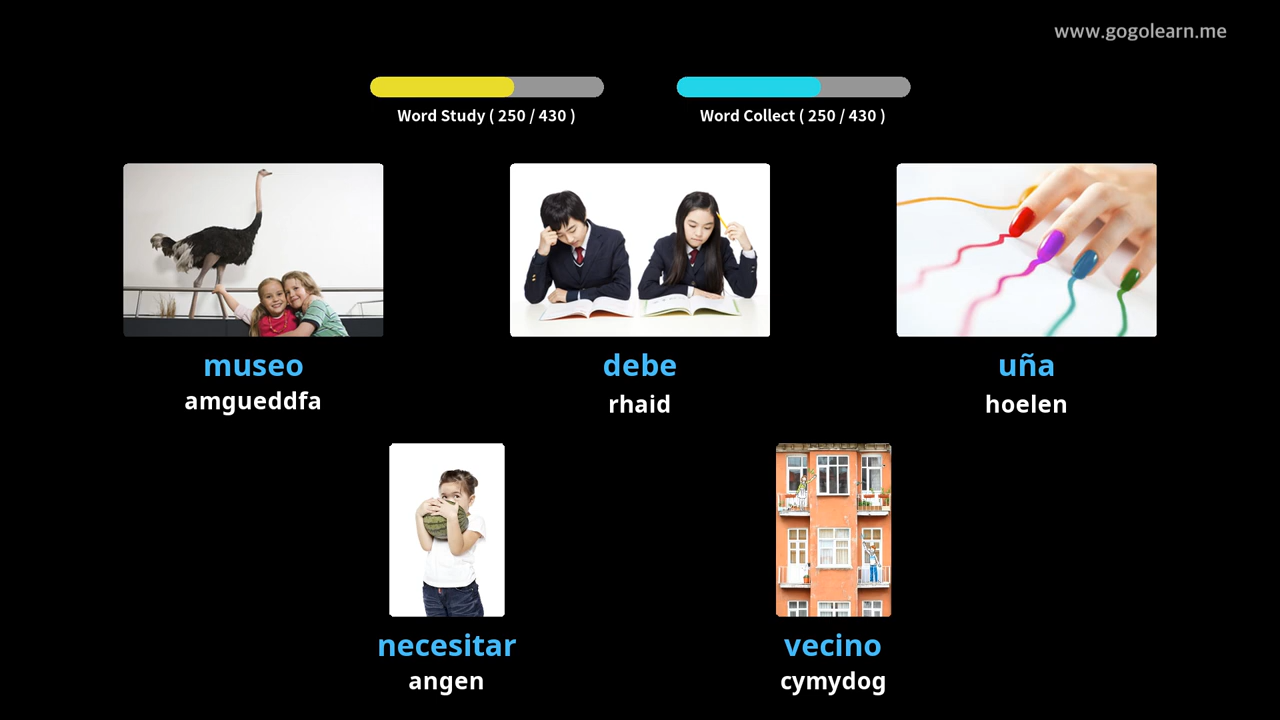 www.gogolearn.me
Word Study ( 250 / 430 )
Word Collect ( 250 / 430 )
museo
amgueddfa
debe
rhaid
uña
hoelen
necesitar
angen
vecino
cymydog